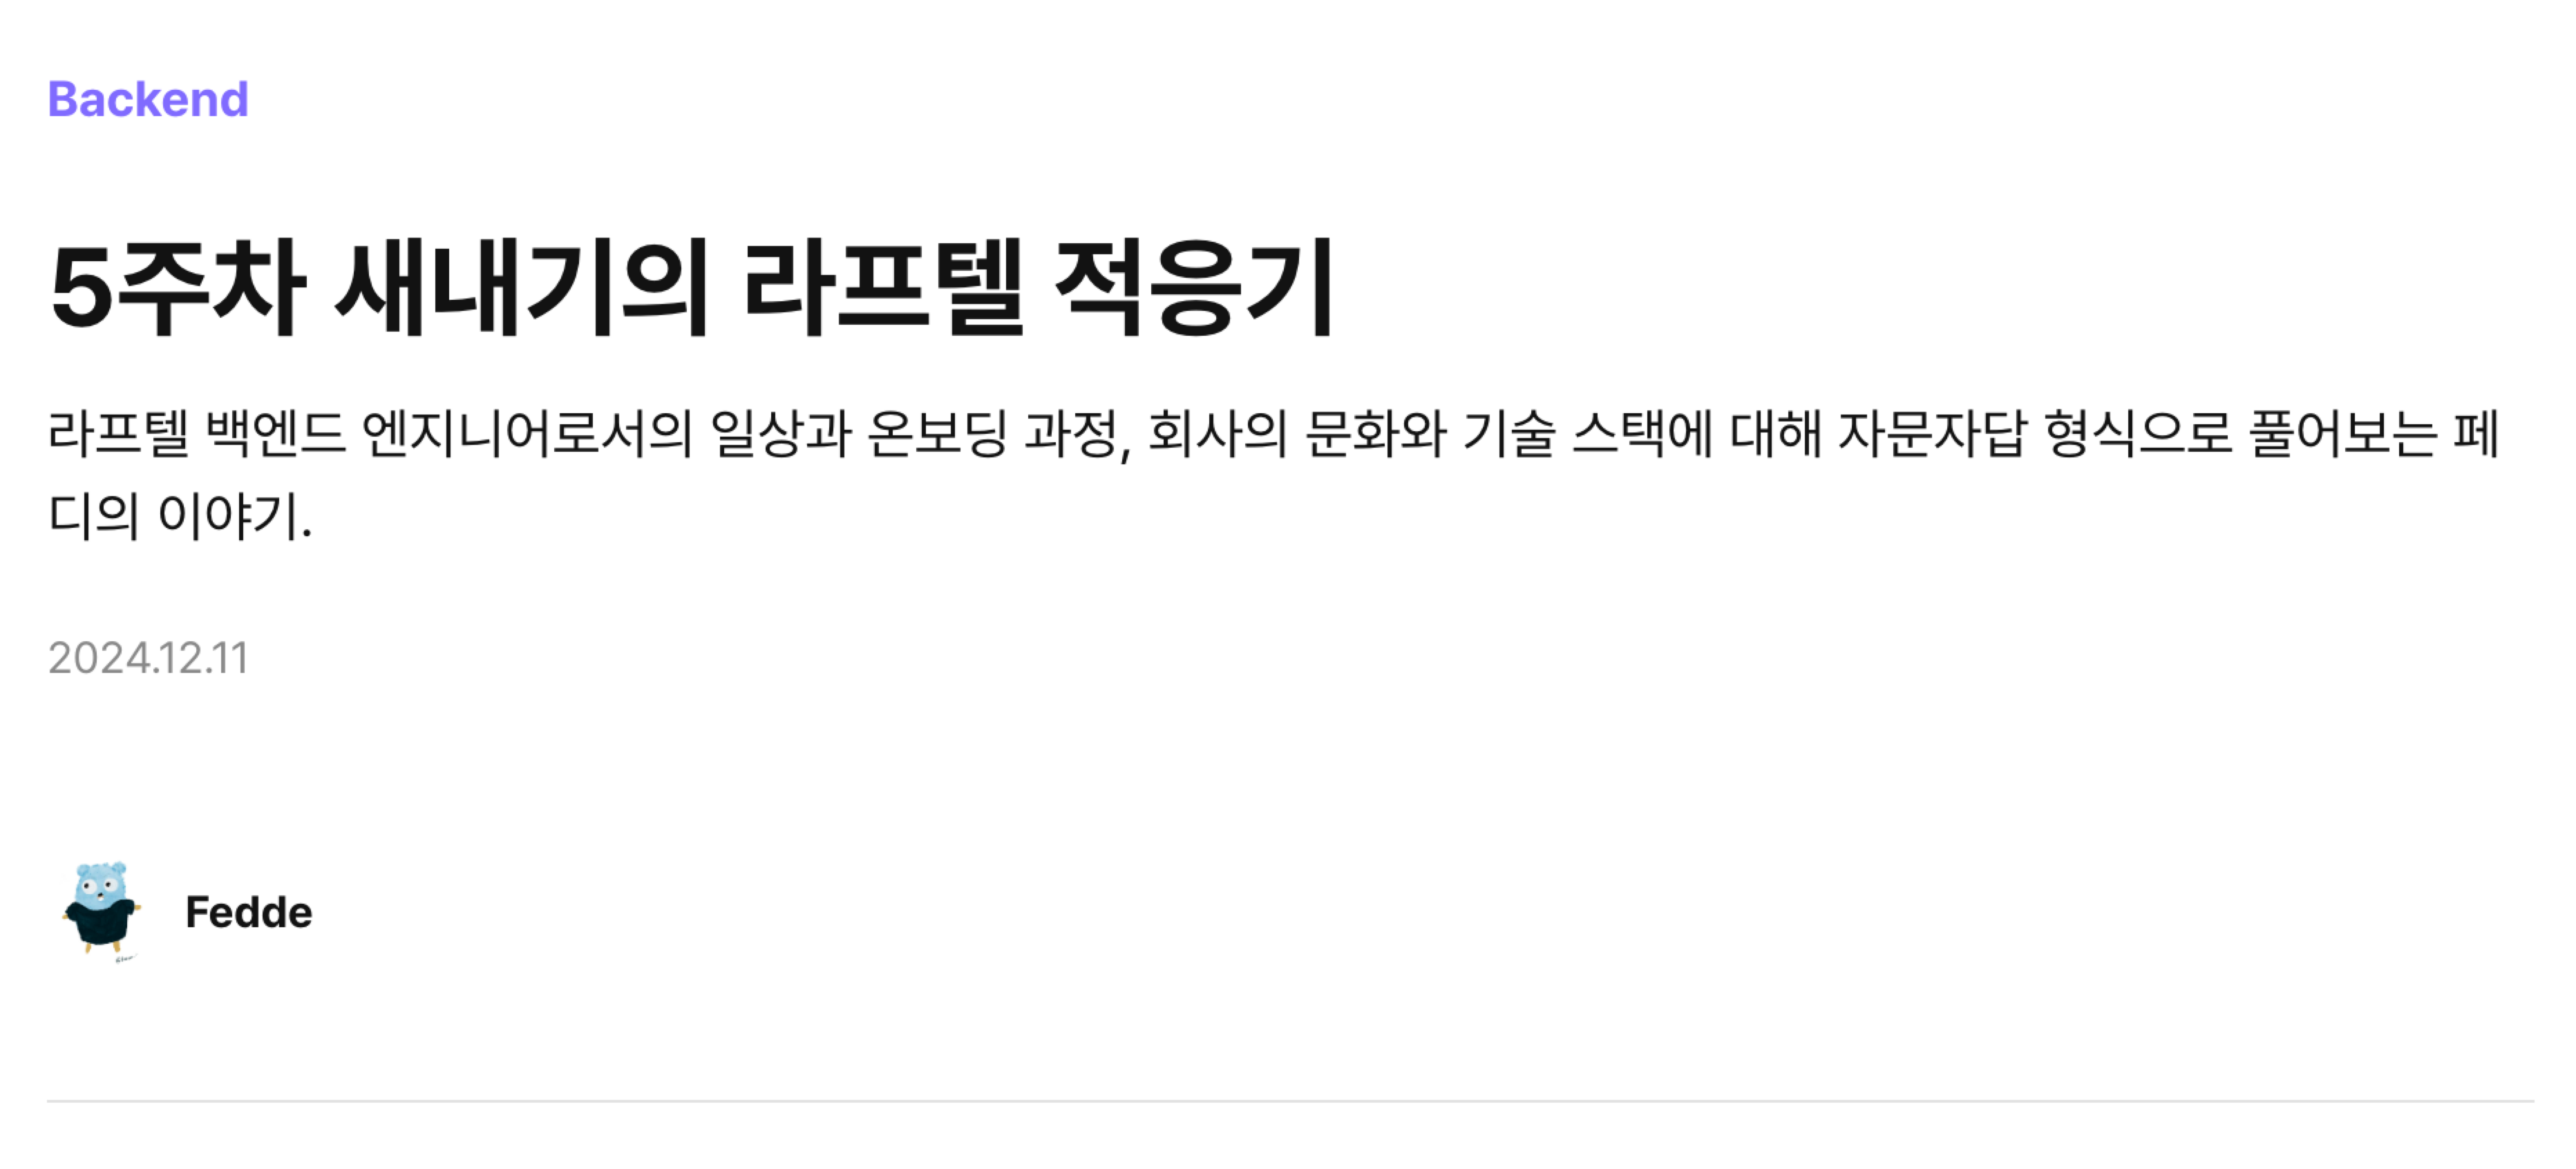 Backend
5주차 새내기의 라프텔 적응기
라프텔 백엔드 엔지니어로서의 일상과 온보딩 과정, 회사의 문화와 기술 스택에 대해 자문자답 형식으로 풀어보는 페
디의 이야기.
2024.12.11
Fedde